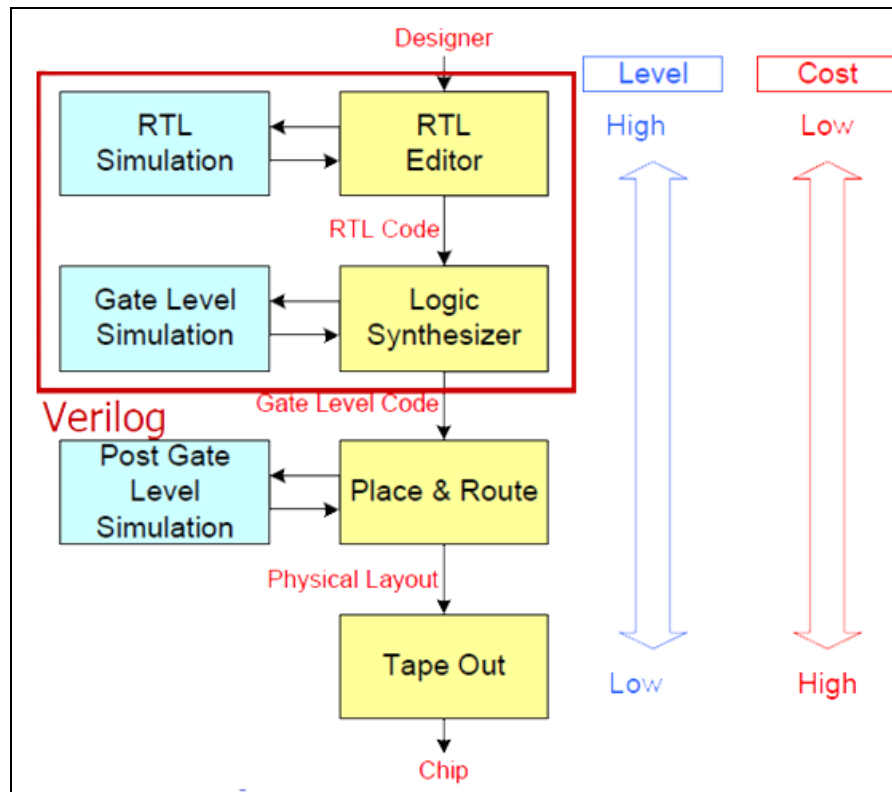 Designer
Level
Cost
RTL
Simulation
RTL
Editor
High
Low
RTL Code
Gate Level
Simulation
Logic
Synthesizer
Gate Level Code
Verilog
Post Gate
Level
Simulation
Place & Route
Physical Layout
Tape Out
Low
High
Chip